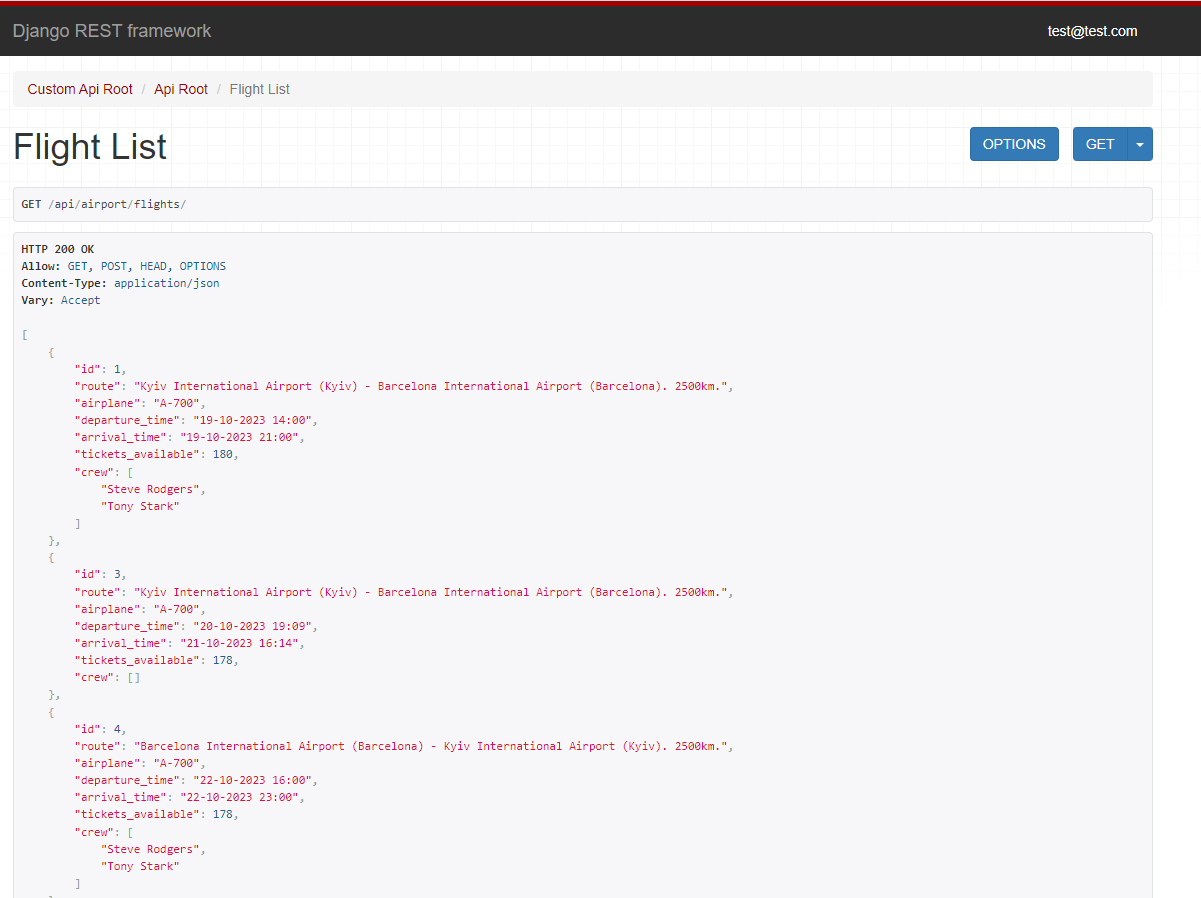 Django REST framework
test@test.com
Custom Api Root / Api Root / Flight List
Flight List
OPTIONS
GET
GET /api/airport/flights/
HTTP 200 OK
Allow: GET, POST, HEAD, OPTIONS
Content-Type: application/json
Vary: Accept
[
    {
        "id": 1,
        "route": "Kyiv International Airport (Kyiv) - Barcelona International Airport (Barcelona). 2500km.",
        "airplane": "A-700",
        "departure_time": "19-10-2023 14:00",
        "arrival_time": "19-10-2023 21:00",
        "tickets_available": 180,
        "crew": [
            "Steve Rodgers",
            "Tony Stark"
        ]
    },
    {
        "id": 3,
        "route": "Kyiv International Airport (Kyiv) - Barcelona International Airport (Barcelona). 2500km.",
        "airplane": "A-700",
        "departure_time": "20-10-2023 19:09",
        "arrival_time": "21-10-2023 16:14",
        "tickets_available": 178,
        "crew": []
    },
    {
        "id": 4,
        "route": "Barcelona International Airport (Barcelona) - Kyiv International Airport (Kyiv). 2500km.",
        "airplane": "A-700",
        "departure_time": "22-10-2023 16:00",
        "arrival_time": "22-10-2023 23:00",
        "tickets_available": 178,
        "crew": [
            "Steve Rodgers",
            "Tony Stark"
        ]